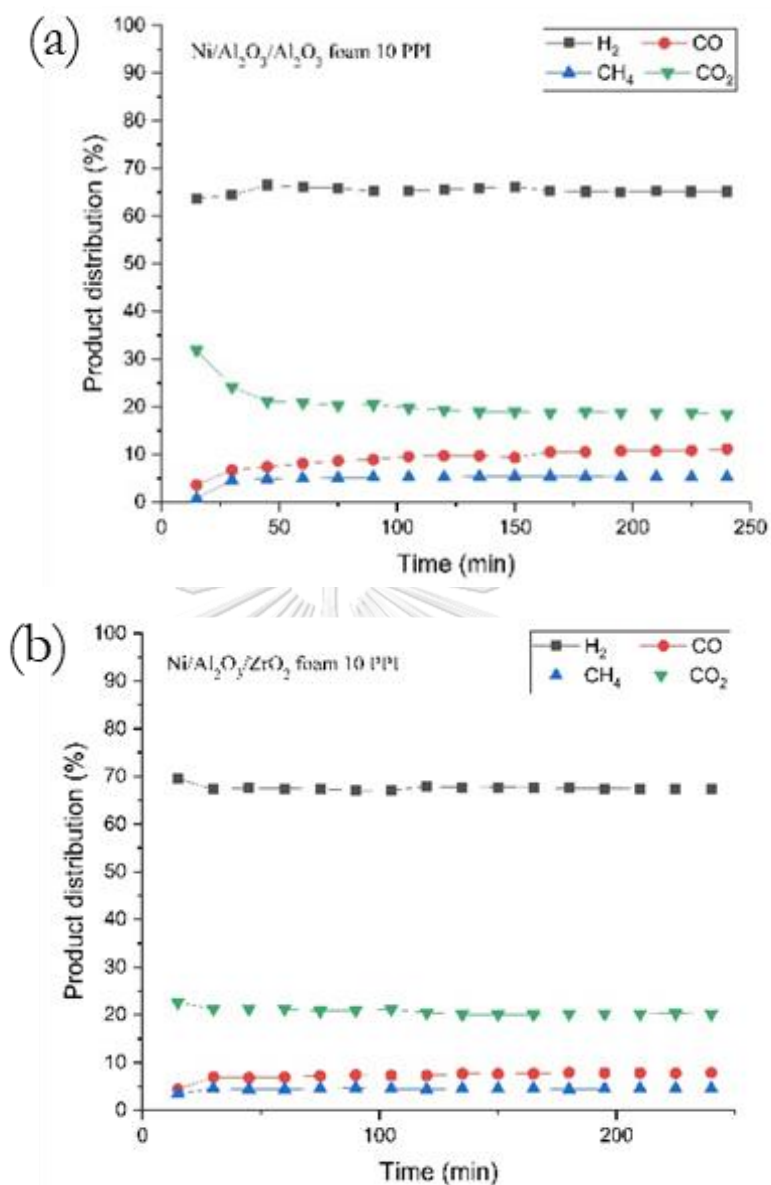 (a)
Ni/Al₂O₃/Al₂O₃ foam 10 PPI
H₂ CO
CH₄ CO₂
100
90
80
70
60
50
40
30
20
10
0
Product distribution (%)
0 50 100 150 200 250
Time (min)
(b)
Ni/Al₂O₃/ZrO₂ foam 10 PPI
H₂ CO
CH₄ CO₂
100
90
80
70
60
50
40
30
20
10
0
Product distribution (%)
0 100 200
Time (min)